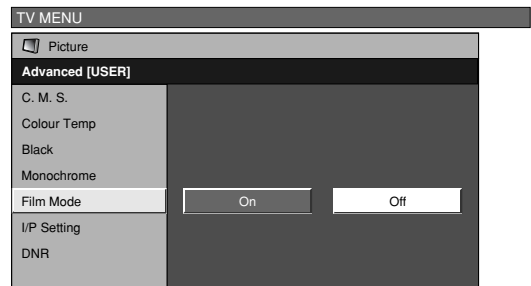 TV MENU
Picture
Advanced [USER]
C. M. S.
Colour Temp
Black
Monochrome
Film Mode On Off
I/P Setting
DNR